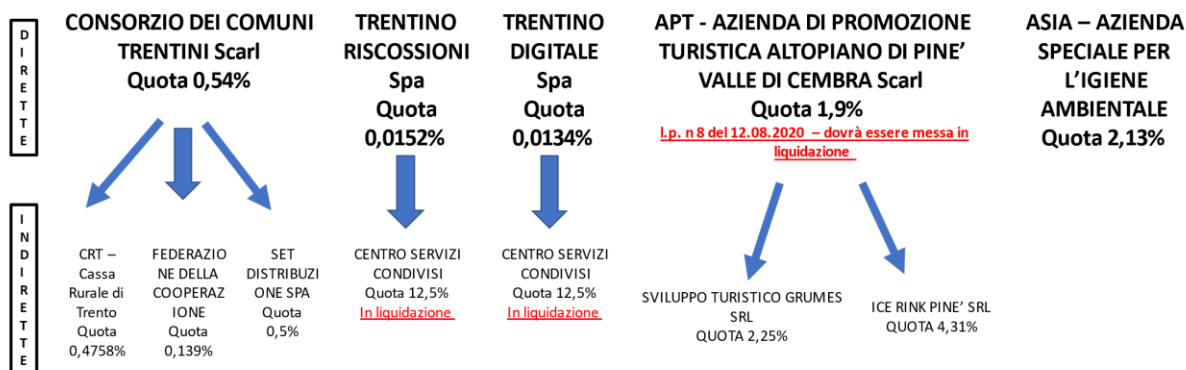 DIRETTE
CONSORZIO DEI COMUNI
TRENTINI Scarl
Quota 0,54%
TRENTINO
RISCOSSIONI
Spa
Quota
0,0152%
TRENTINO
DIGITALE
Spa
Quota
0,0134%
APT - AZIENDA DI PROMOZIONE
TURISTICA ALTOPIANO DI PINE’
VALLE DI CEMBRA Scarl
Quota 1,9%
l.p. n 8 del 12.08.2020 – dovrà essere messa in
liquidazione
ASIA – AZIENDA
SPECIALE PER
L’IGIENE
AMBIENTALE
Quota 2,13%
INDIRETTE
CRT –
Cassa
Rurale di
Trento
Quota
0,4758%
FEDERAZIO
NE DELLA
COOPERAZ
IONE
Quota
0,139%
SET
DISTRIBUZI
ONE SPA
Quota
0,5%
CENTRO SERVIZI
CONDIVISI
Quota 12,5%
In liquidazione
CENTRO SERVIZI
CONDIVISI
Quota 12,5%
In liquidazione
SVILUPPO TURISTICO GRUMES
SRL
QUOTA 2,25%
ICE RINK PINE’ SRL
QUOTA 4,31%